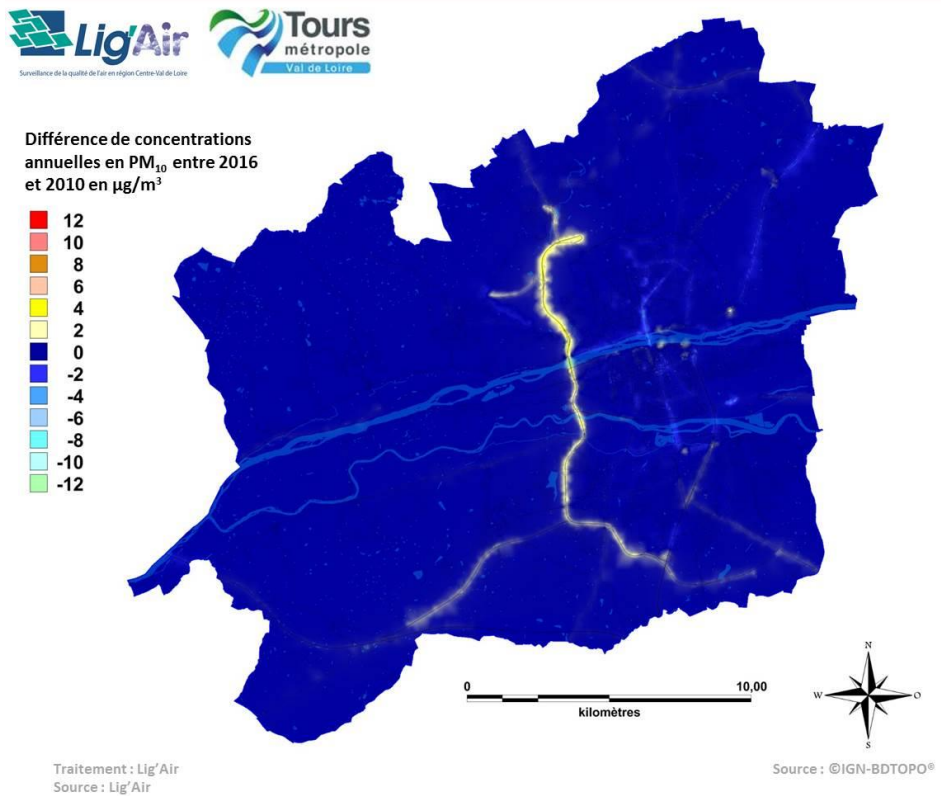 Lig'Air
Surveillance de la qualité de l'air en région Centre-Val de Loire
Tours
métropole
Val de Loire
Différence de concentrations
annuelles en PM₁₀ entre 2016
et 2010 en µg/m³
12
10
8
6
4
2
0
-2
-4
-6
-8
-10
-12
0
10,00
kilomètres
N
W
O
S
Traitement : Lig'Air
Source : Lig'Air
Source : ©IGN-BDTOPO®